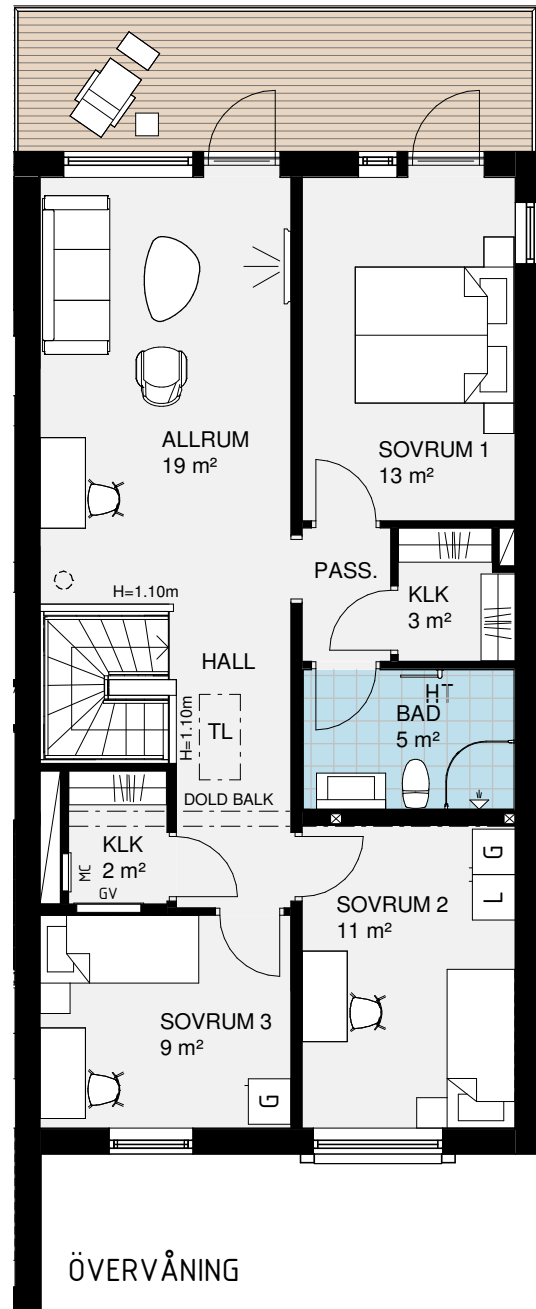 ALLRUM
19 m²
SOVRUM 1
13 m²
PASS.
H=1.10m
KLK
3 m²
HALL
H=1.10m
TL
HT
BAD
5 m²
DOLD BALK
KLK
2 m²
MC
GV
G
L
SOVRUM 2
11 m²
SOVRUM 3
9 m²
G
ÖVERVÅNING